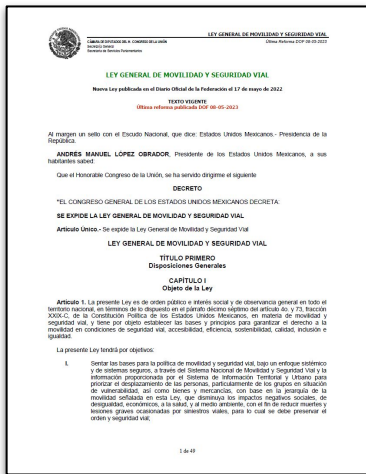 LEY GENERAL DE MOVILIDAD Y SEGURIDAD VIAL
CÁMARA DE DIPUTADOS DEL H. CONGRESO DE LA UNIÓN
Última Reforma DOF 08-05-2023
Secretaría General
Secretaría de Servicios Parlamentarios
LEY GENERAL DE MOVILIDAD Y SEGURIDAD VIAL
Nueva Ley publicada en el Diario Oficial de la Federación el 17 de mayo de 2022
TEXTO VIGENTE
Última reforma publicada DOF 08-05-2023
Al margen un sello con el Escudo Nacional, que dice: Estados Unidos Mexicanos.- Presidencia de la
República.
ANDRÉS MANUEL LÓPEZ OBRADOR, Presidente de los Estados Unidos Mexicanos, a sus
habitantes sabed:
Que el Honorable Congreso de la Unión, se ha servido dirigirme el siguiente
DECRETO
"EL CONGRESO GENERAL DE LOS ESTADOS UNIDOS MEXICANOS DECRETA:
SE EXPIDE LA LEY GENERAL DE MOVILIDAD Y SEGURIDAD VIAL
Artículo Único.- Se expide la Ley General de Movilidad y Seguridad Vial
LEY GENERAL DE MOVILIDAD Y SEGURIDAD VIAL
TÍTULO PRIMERO
Disposiciones Generales
CAPÍTULO I
Objeto de la Ley
Artículo 1. La presente Ley es de orden público e interés social y de observancia general en todo el
territorio nacional, en términos de lo dispuesto en el párrafo décimo séptimo del artículo 4o. y 73, fracción
XXIX-C, de la Constitución Política de los Estados Unidos Mexicanos, en materia de movilidad y
seguridad vial, y tiene por objeto establecer las bases y principios para garantizar el derecho a la
movilidad en condiciones de seguridad vial, accesibilidad, eficiencia, sostenibilidad, calidad, inclusión e
igualdad.
La presente Ley tendrá por objetivos:
I. Sentar las bases para la política de movilidad y seguridad vial, bajo un enfoque sistémico
y de sistemas seguros, a través del Sistema Nacional de Movilidad y Seguridad Vial y la
información proporcionada por el Sistema de Información Territorial y Urbano para
priorizar el desplazamiento de las personas, particularmente de los grupos en situación
de vulnerabilidad, así como bienes y mercancías, con base en la jerarquía de la
movilidad señalada en esta Ley, que disminuya los impactos negativos sociales, de
desigualdad, económicos, a la salud, y al medio ambiente, con el fin de reducir muertes y
lesiones graves ocasionadas por siniestros viales, para lo cual se debe preservar el
orden y seguridad vial;
1 de 49